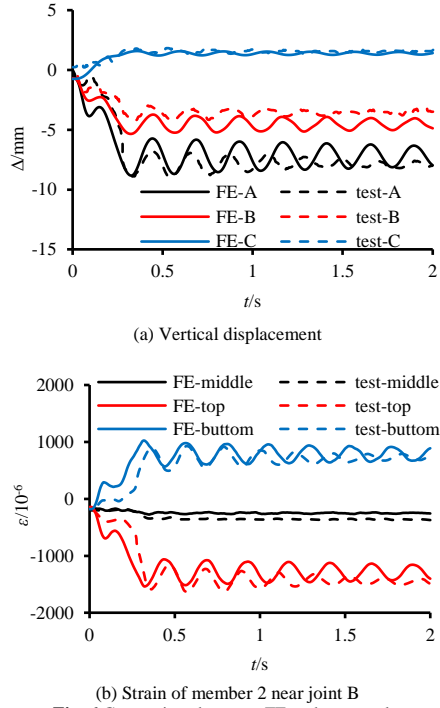 5
0
-5
-10
-15
Δ/mm
FE-A test-A
FE-B test-B
FE-C test-C
0 0.5 1 1.5 2
t/s
(a) Vertical displacement
2000
1000
0
-1000
-2000
ε/10-6
FE-middle test-middle
FE-top test-top
FE-buttom test-buttom
0 0.5 1 1.5 2
t/s
(b) Strain of member 2 near joint B